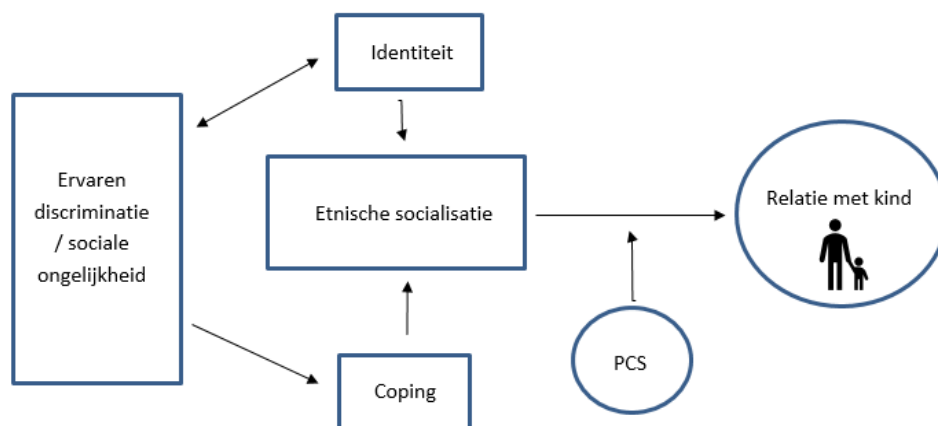 Identiteit
Ervaren
discriminatie
/ sociale
ongelijkheid
Etnische socialisatie
Relatie met kind
PCS
Coping